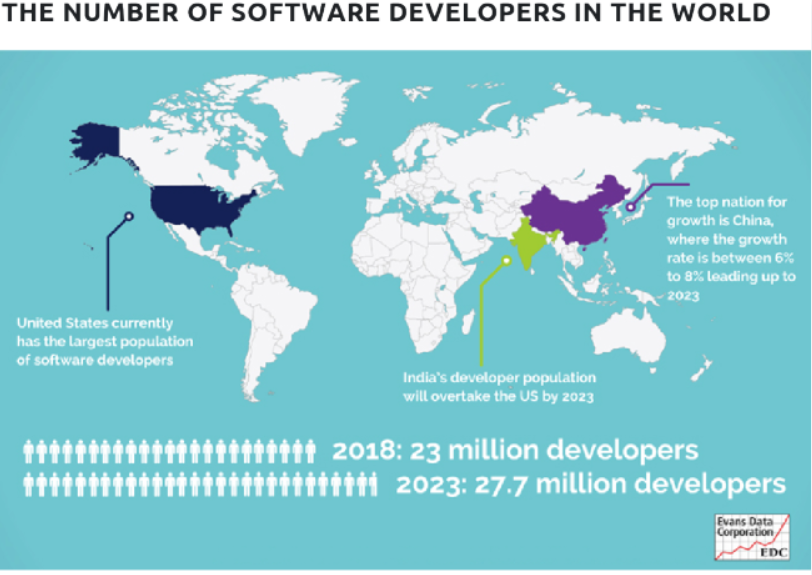 THE NUMBER OF SOFTWARE DEVELOPERS IN THE WORLD
The top nation for
growth is China,
where the growth
rate is between 6%
to 8% leading up to
2023
United States currently
has the largest population
of software developers
India's developer population
will overtake the US by 2023
2018: 23 million developers
2023: 27.7 million developers
Evans Data
Corporation
EDC